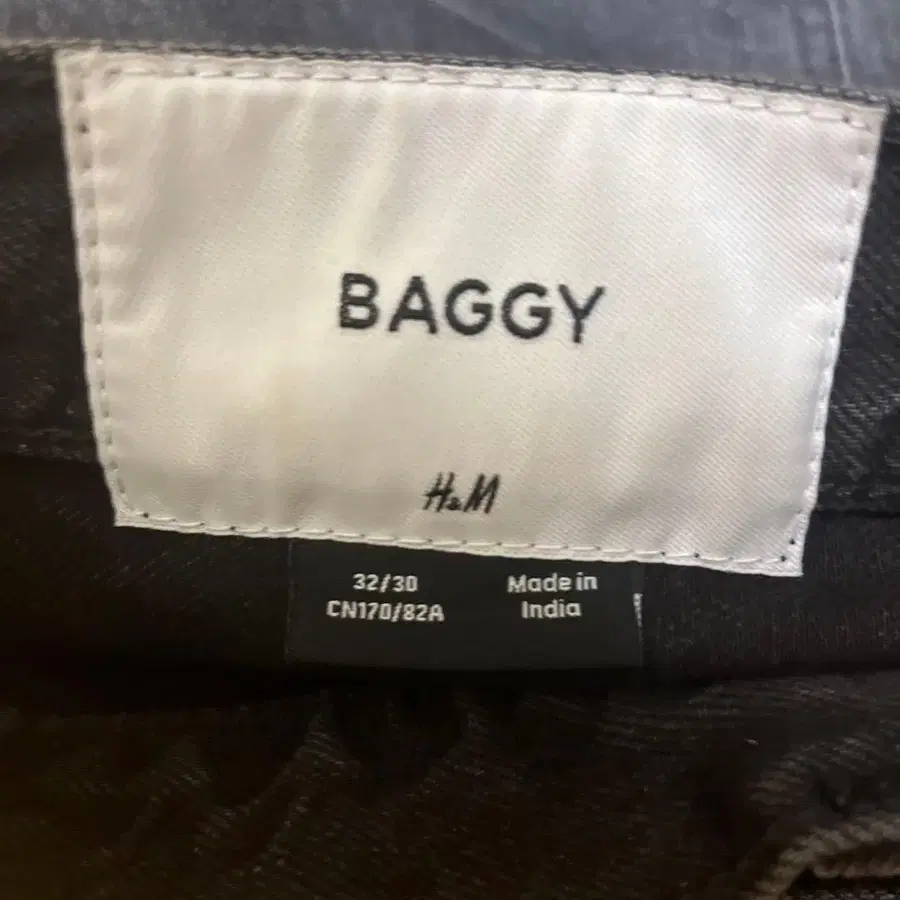 BAGGY
H&M
32/30
CN170/82A
Made in
India